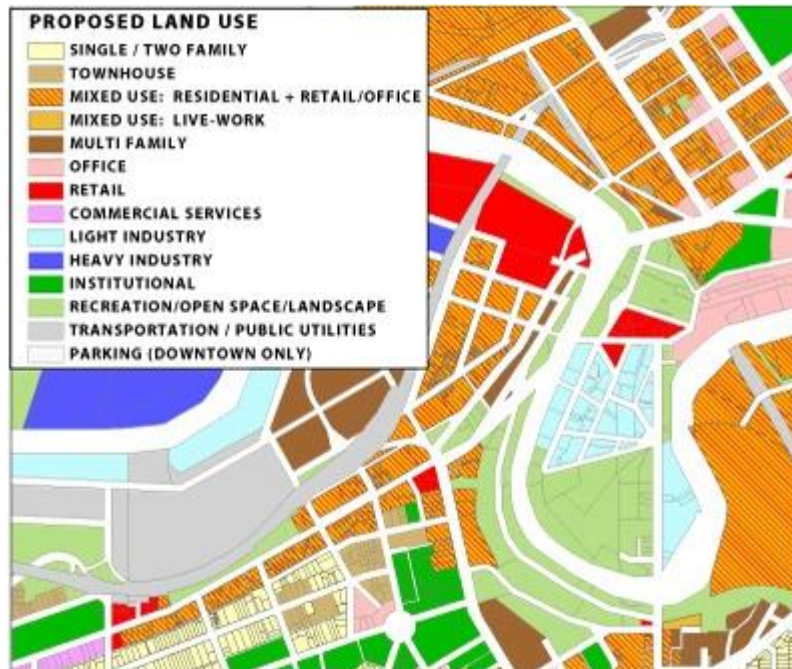 PROPOSED LAND USE
SINGLE / TWO FAMILY
TOWNHOUSE
MIXED USE: RESIDENTIAL + RETAIL/OFFICE
MIXED USE: LIVE-WORK
MULTI FAMILY
OFFICE
RETAIL
COMMERCIAL SERVICES
LIGHT INDUSTRY
HEAVY INDUSTRY
INSTITUTIONAL
RECREATION/OPEN SPACE/LANDSCAPE
TRANSPORTATION / PUBLIC UTILITIES
PARKING (DOWNTOWN ONLY)